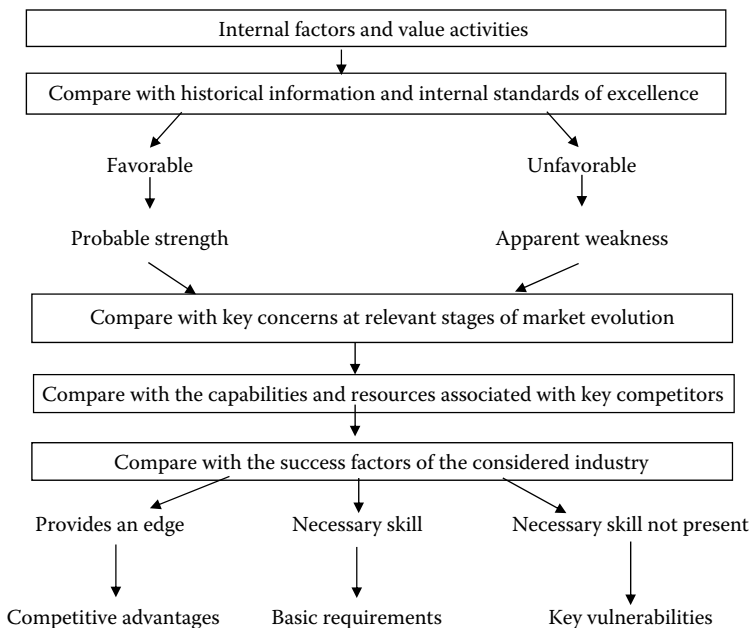 Internal factors and value activities
Compare with historical information and internal standards of excellence
Favorable
Unfavorable
Probable strength
Apparent weakness
Compare with key concerns at relevant stages of market evolution
Compare with the capabilities and resources associated with key competitors
Compare with the success factors of the considered industry
Provides an edge
Necessary skill
Necessary skill not present
Competitive advantages
Basic requirements
Key vulnerabilities